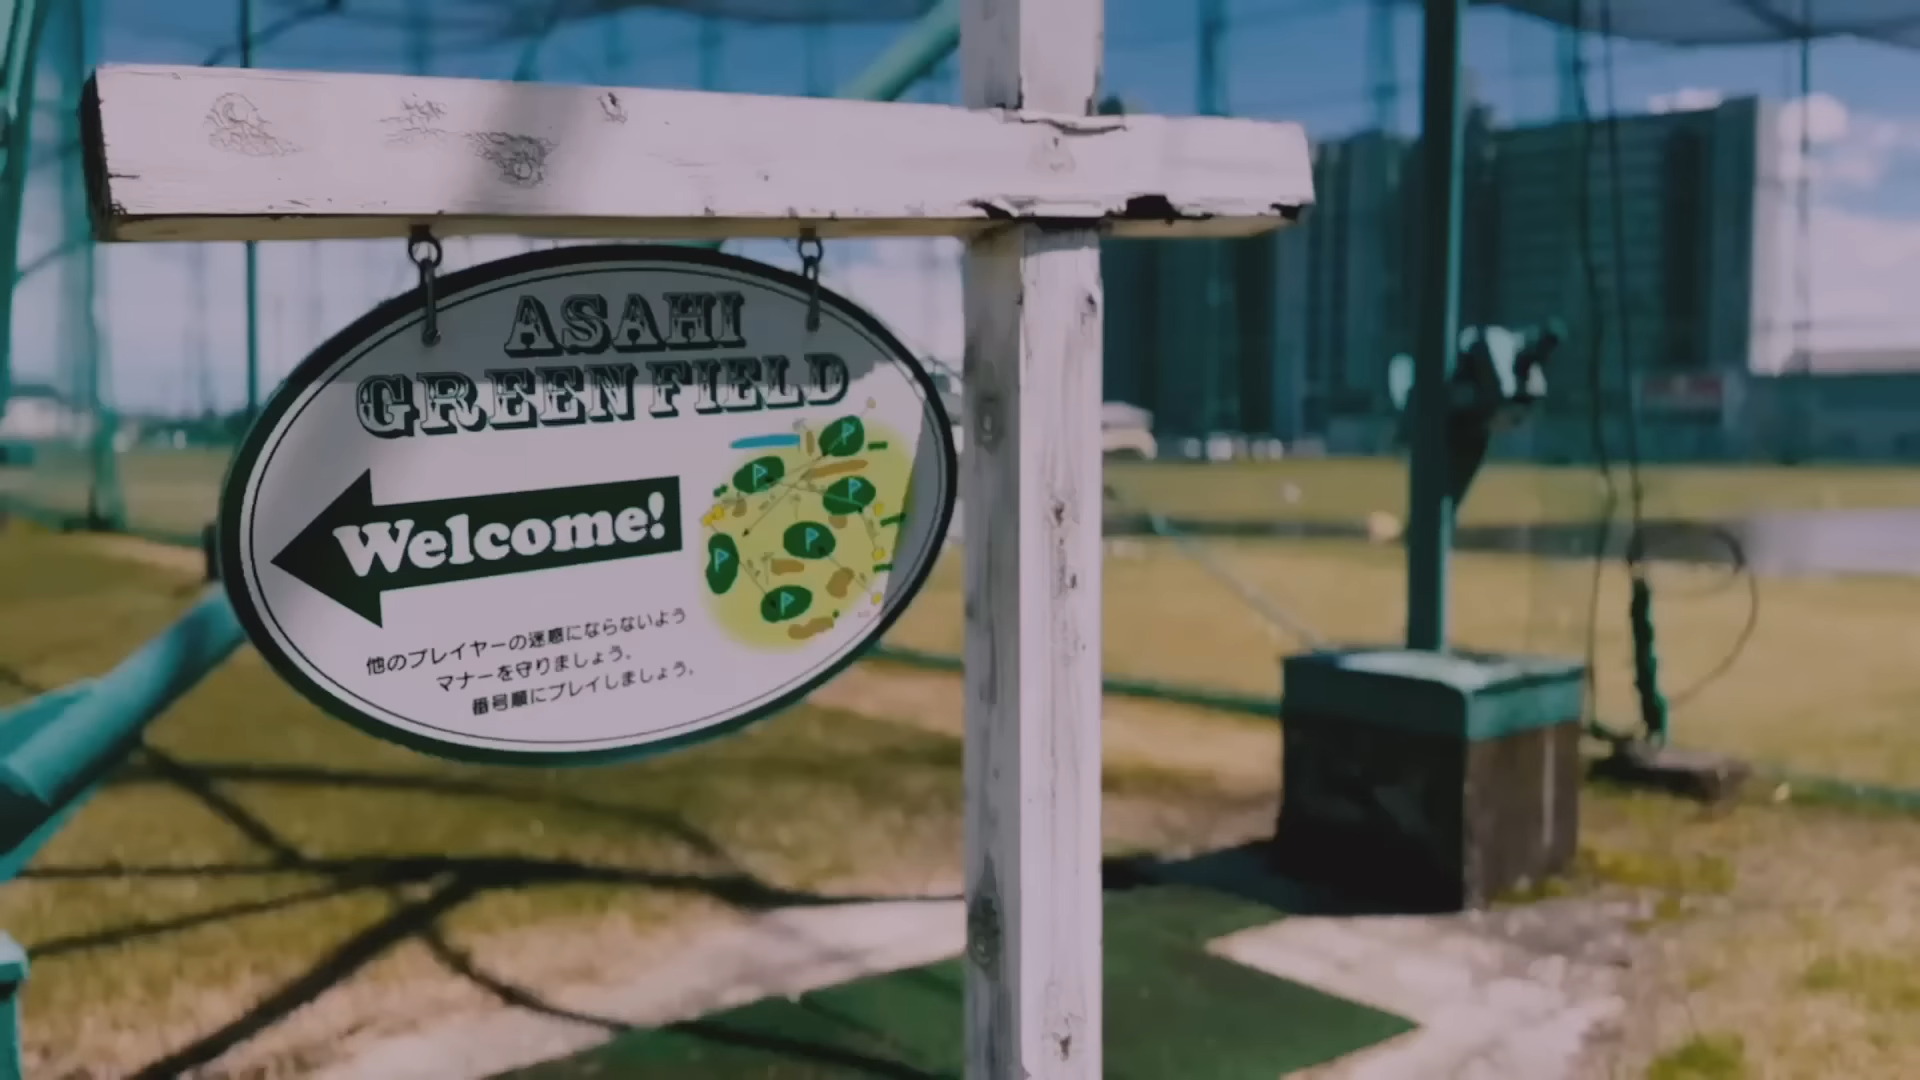 ASAHI
GREEN FIELD
Welcome!
他のプレイヤーの迷惑にならないよう
マナーを守りましょう。
番号順にプレイしましょう。